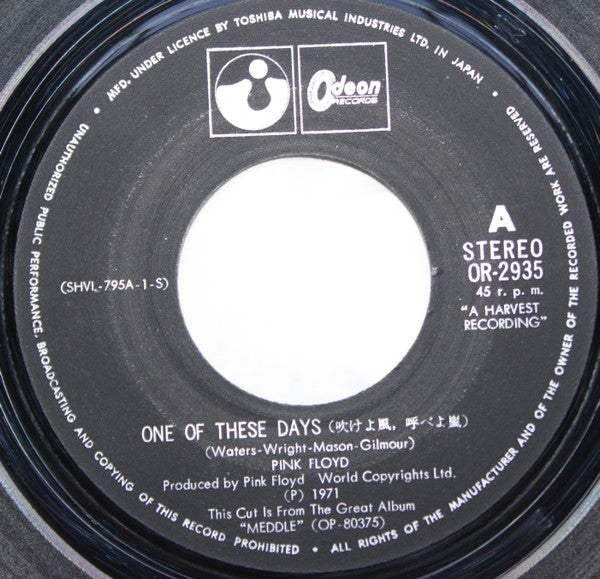 • MFD. UNDER LICENCE BY TOSHIBA MUSICAL INDUSTRIES LTD. IN JAPAN •
UNAUTHORIZED PUBLIC PERFORMANCE, BROADCASTING AND COPYING OF THIS RECORD PROHIBITED • ALL RIGHTS OF THE MANUFACTURER AND OF THE OWNER OF THE RECORDED WORK ARE RESERVED
Odeon
RECORDS
A
STEREO
OR-2935
45 r. p. m.
"A HARVEST
RECORDING"
(SHVL-795A-1-S)
ONE OF THESE DAYS (吹けよ風, 呼べよ嵐)
(Waters-Wright-Mason-Gilmour)
PINK FLOYD
Produced by Pink Floyd World Copyrights Ltd.
(P) 1971
This Cut Is From The Great Album
"MEDDLE" (OP-80375)